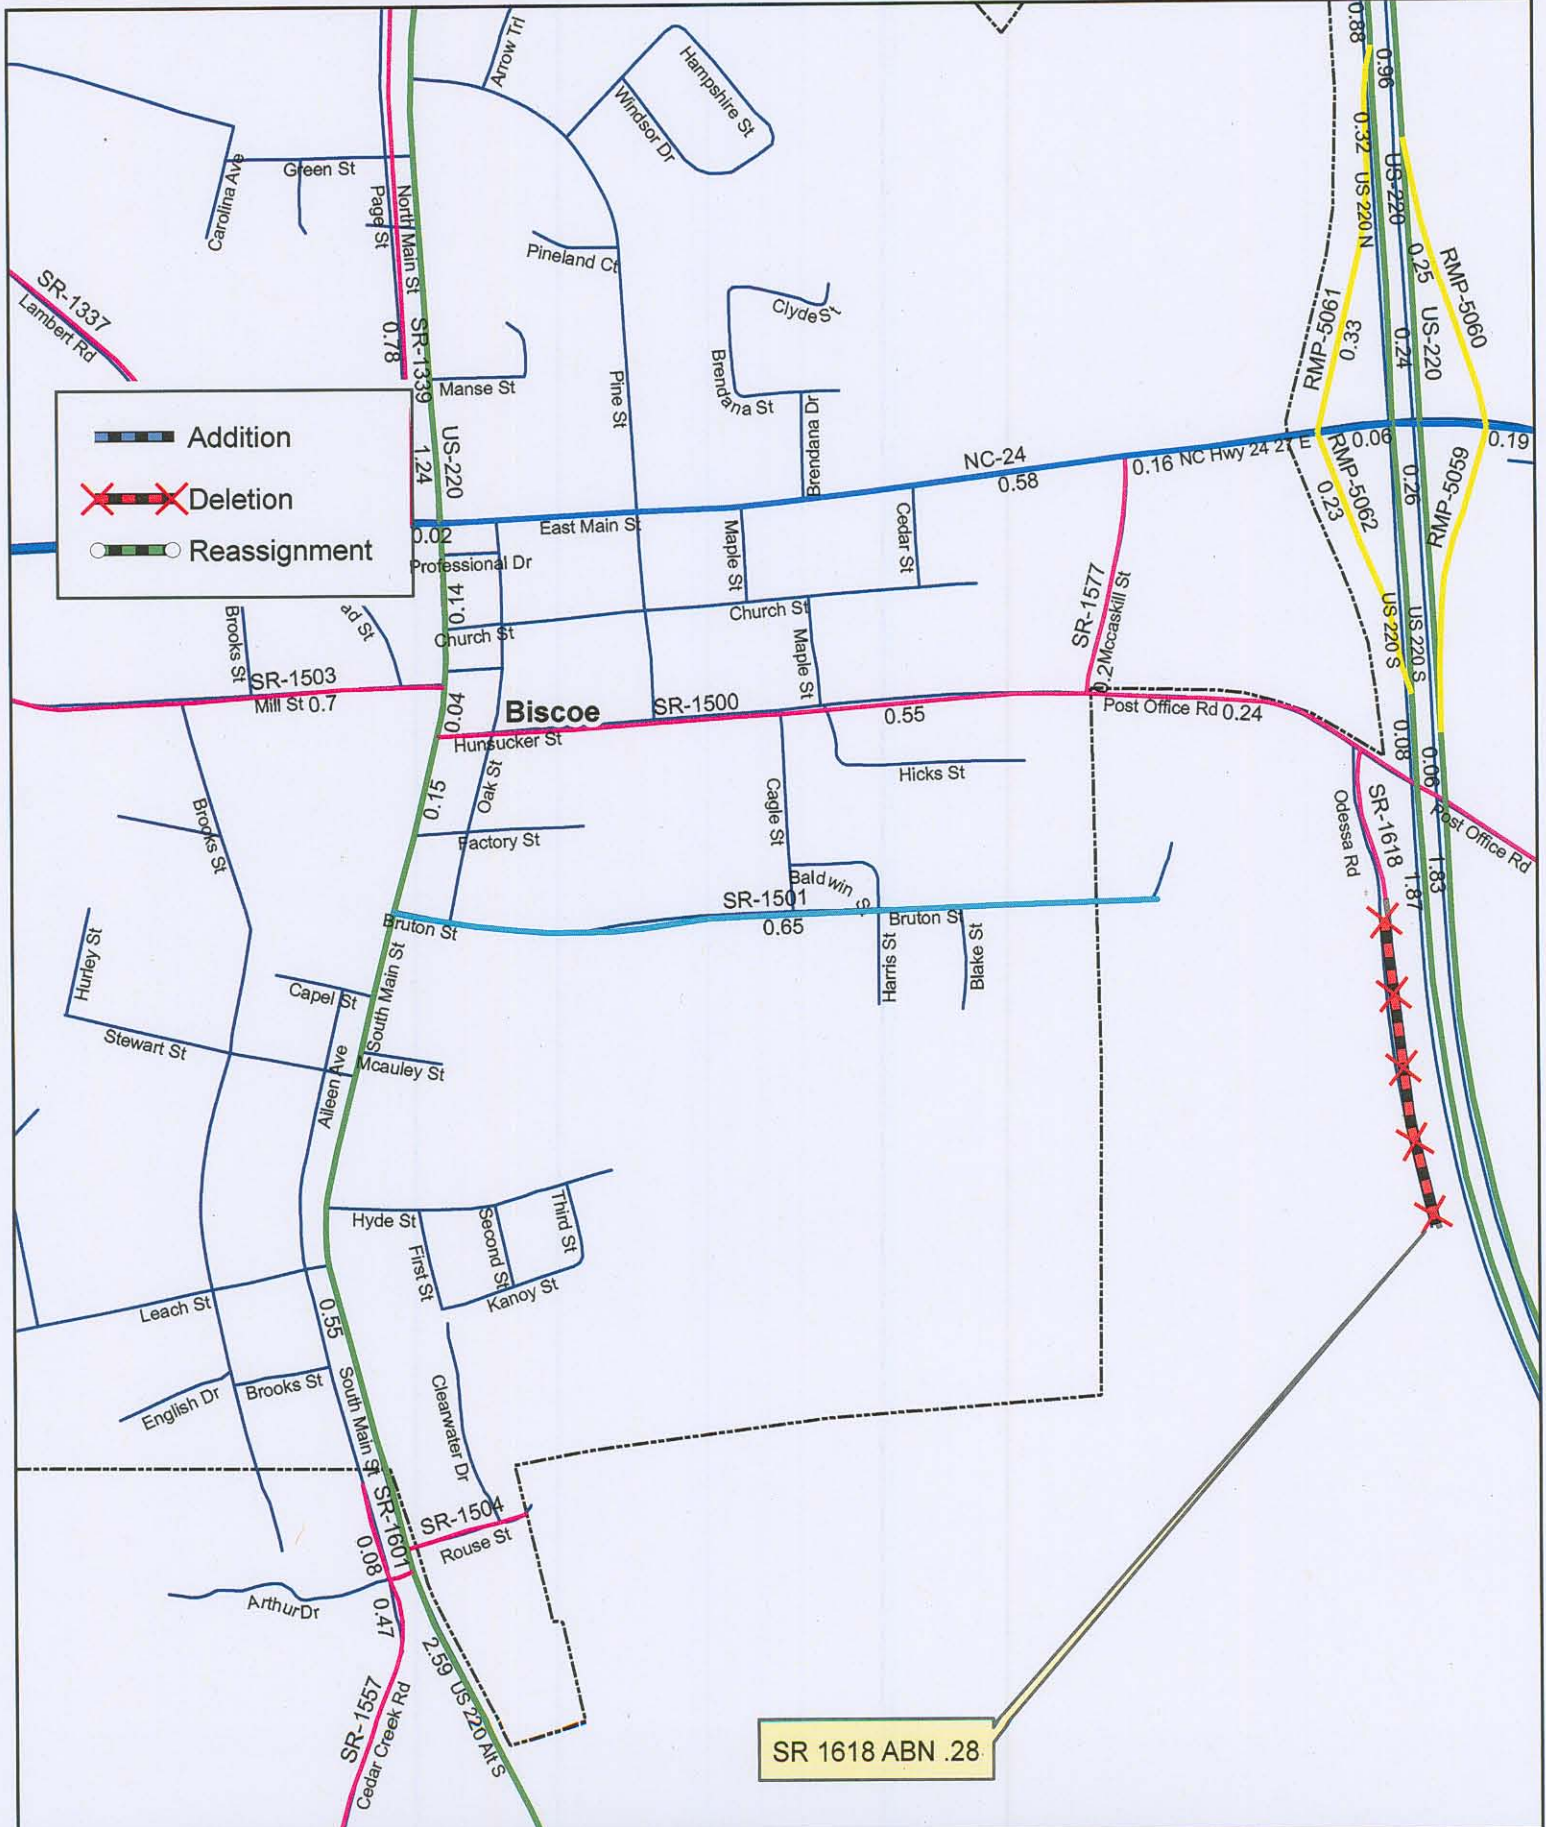 Arrow Trl
Hampshire St
Windsor Dr
0.88
0.96
Carolina Ave
Green St
Page St
North Main St
Pineland Ct
0.32
US 220 N
US-220
0.25
RMP-5060
SR-1337
Lambert Rd
0.78
SR-1339
Clyde St
RMP-5061
0.33
0.24
US-220
Manse St
Pine St
Brendana St
Brendana Dr
Addition
Deletion
Reassignment
1.24
US-220
NC-24
0.58
0.16
NC Hwy 24 27 E
0.06
0.19
RMP-5062
0.23
0.26
RMP-5059
0.02
East Main St
Professional Dr
Maple St
Cedar St
0.14
Church St
Church St
SR-1577
0.2
Mccaskill St
US 220 S
US 220 S
Brooks St
ad St
SR-1503
Mill St 0.7
0.04
Biscoe
SR-1500
Maple St
0.55
Post Office Rd 0.24
Hunsucker St
0.08
0.06
Oak St
0.15
Hicks St
Cagle St
Factory St
Brooks St
Odessa Rd
SR-1618
Post Office Rd
1.87
1.83
Baldwin S
SR-1501
0.65
Bruton St
Bruton St
Harris St
Blake St
Hurley St
Capel St
South Main St
Stewart St
Aileen Ave
Mcauley St
Hyde St
First St
Second St
Third St
Kanoy St
Leach St
0.55
English Dr
Brooks St
South Main St
Clearwater Dr
SR-1601
0.08
SR-1504
Rouse St
Arthur Dr
0.47
2.59
US 220 Alt S
SR-1557
Cedar Creek Rd
SR 1618 ABN .28